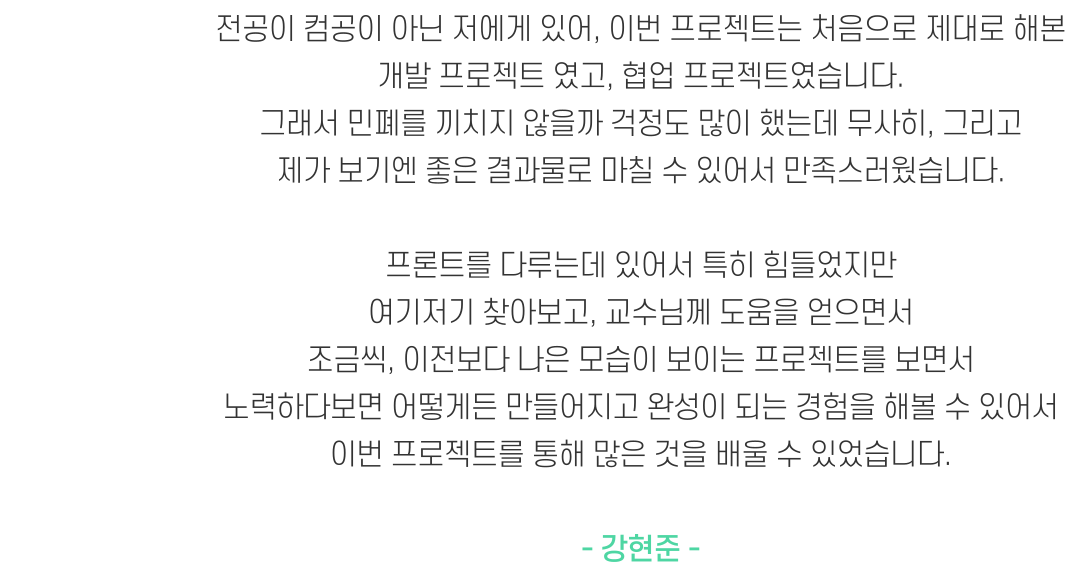 전공이 컴공이 아닌 저에게 있어, 이번 프로젝트는 처음으로 제대로 해본
개발 프로젝트 였고, 협업 프로젝트였습니다.
그래서 민폐를 끼치지 않을까 걱정도 많이 했는데 무사히, 그리고
제가 보기엔 좋은 결과물로 마칠 수 있어서 만족스러웠습니다.
프론트를 다루는데 있어서 특히 힘들었지만
여기저기 찾아보고, 교수님께 도움을 얻으면서
조금씩, 이전보다 나은 모습이 보이는 프로젝트를 보면서
노력하다보면 어떻게든 만들어지고 완성이 되는 경험을 해볼 수 있어서
이번 프로젝트를 통해 많은 것을 배울 수 있었습니다.
- 강현준 -